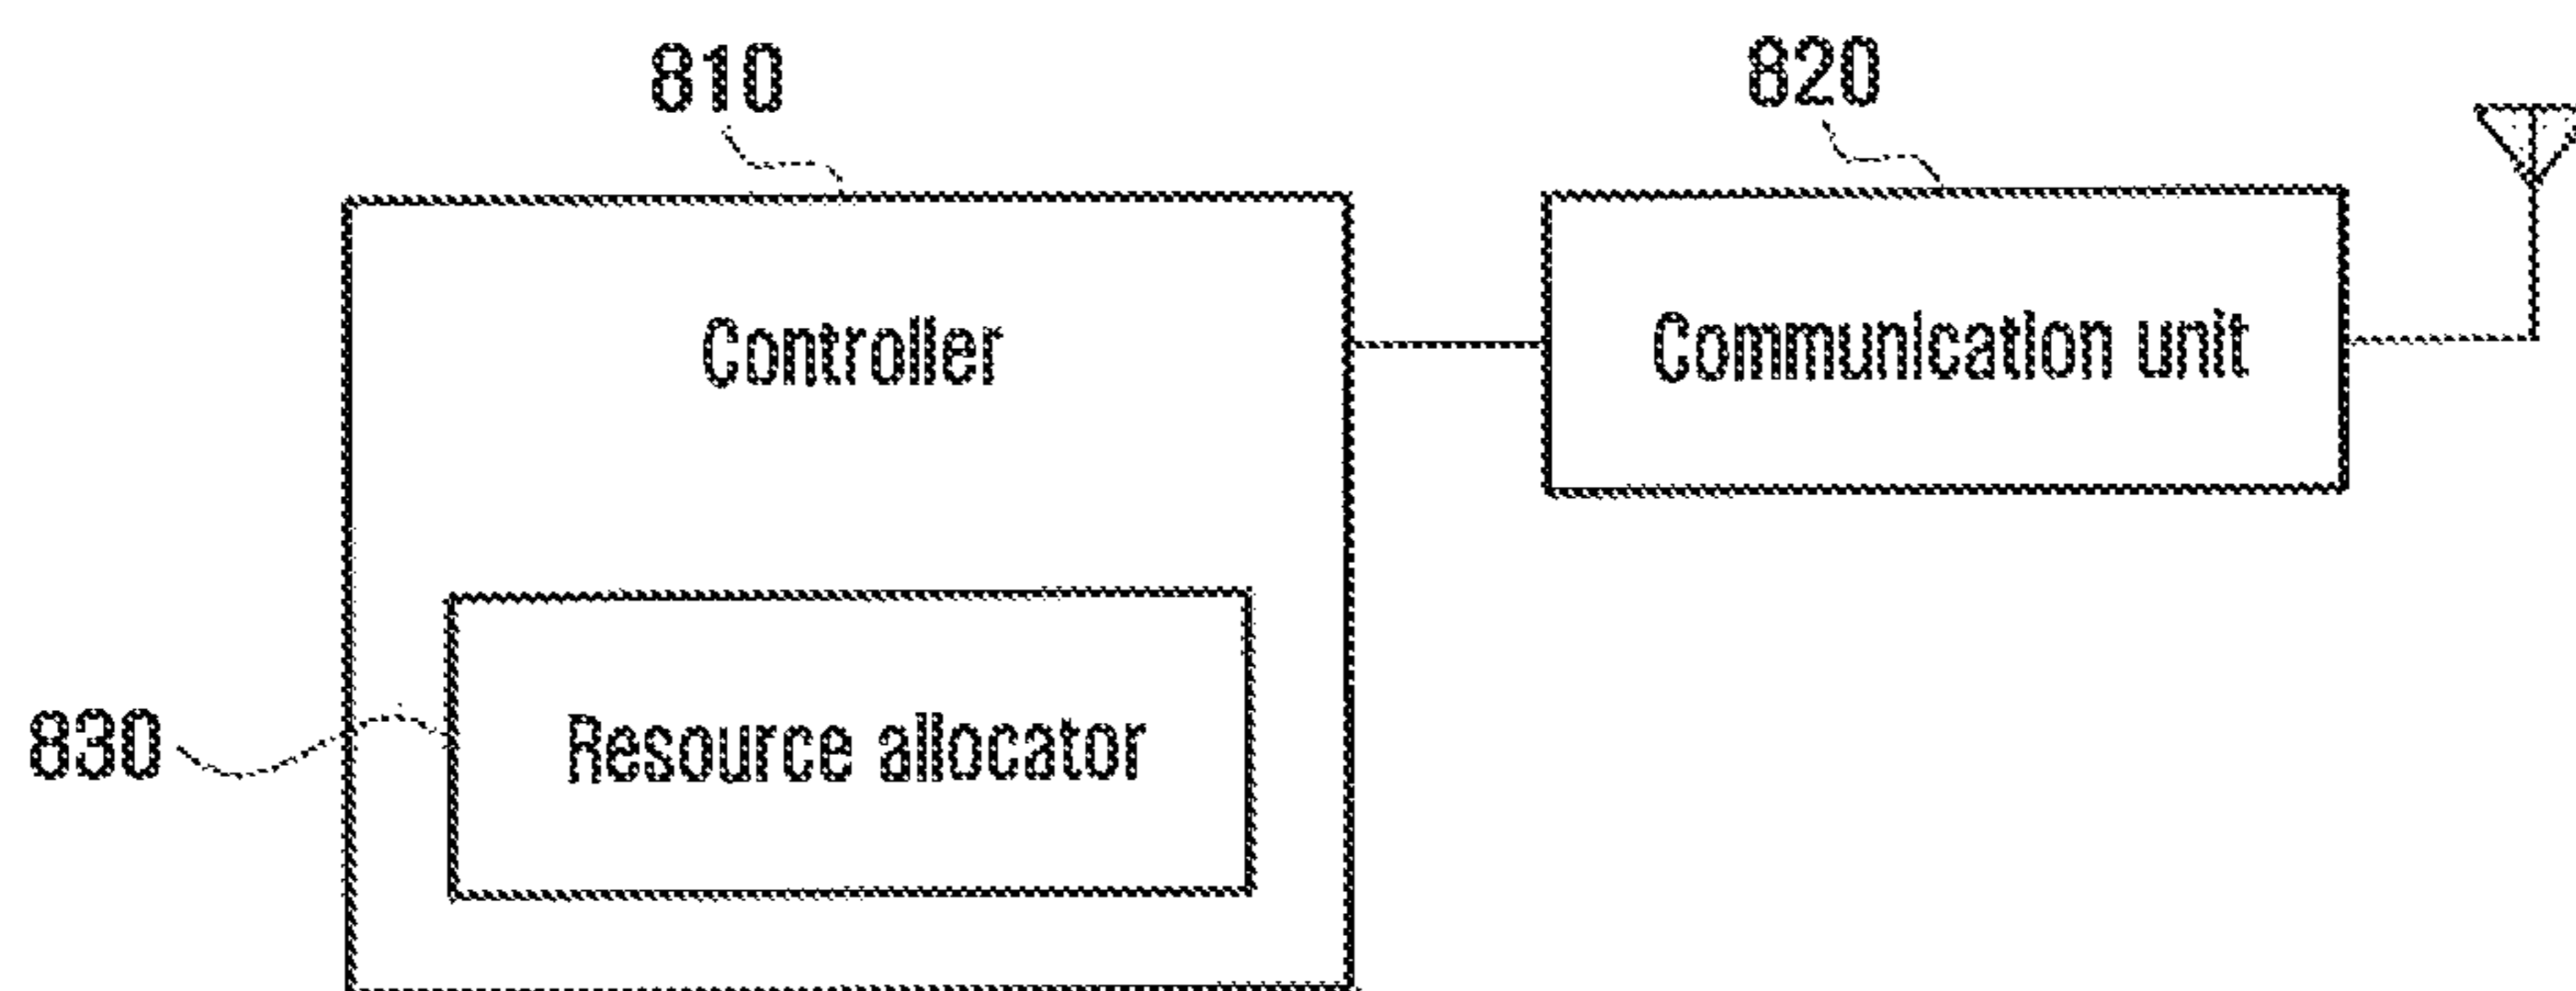 810
820
Controller
Communication unit
830
Resource allocator